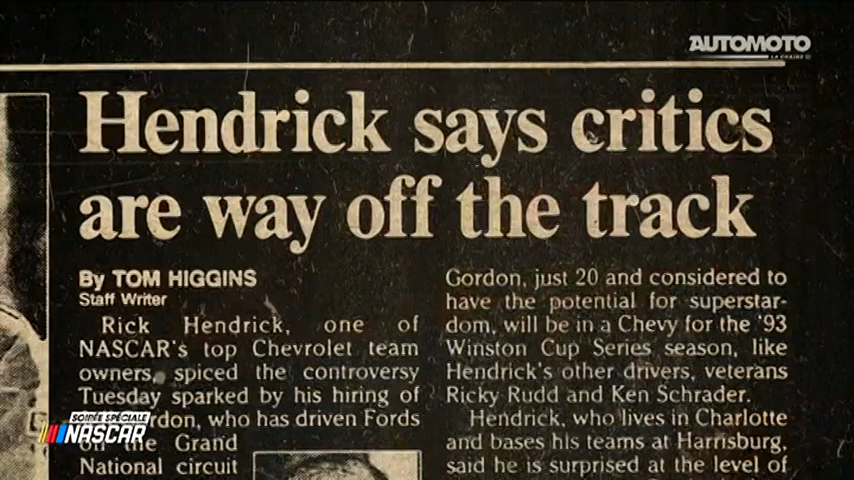 AUTOMOTO
LA CHAINE
Hendrick says critics
are way off the track
By TOM HIGGINS
Staff Writer
Rick Hendrick, one of
NASCAR's top Chevrolet team
owners, spiced the controversy
Tuesday sparked by his hiring of
rdon, who has driven Fords
on the Grand
National circuit
Gordon, just 20 and considered to
have the potential for superstar-
dom, will be in a Chevy for the '93
Winston Cup Series season, like
Hendrick's other drivers, veterans
Ricky Rudd and Ken Schrader.
Hendrick, who lives in Charlotte
and bases his teams at Harrisburg,
said he is surprised at the level of
SOIRÉE SPÉCIALE
NASCAR